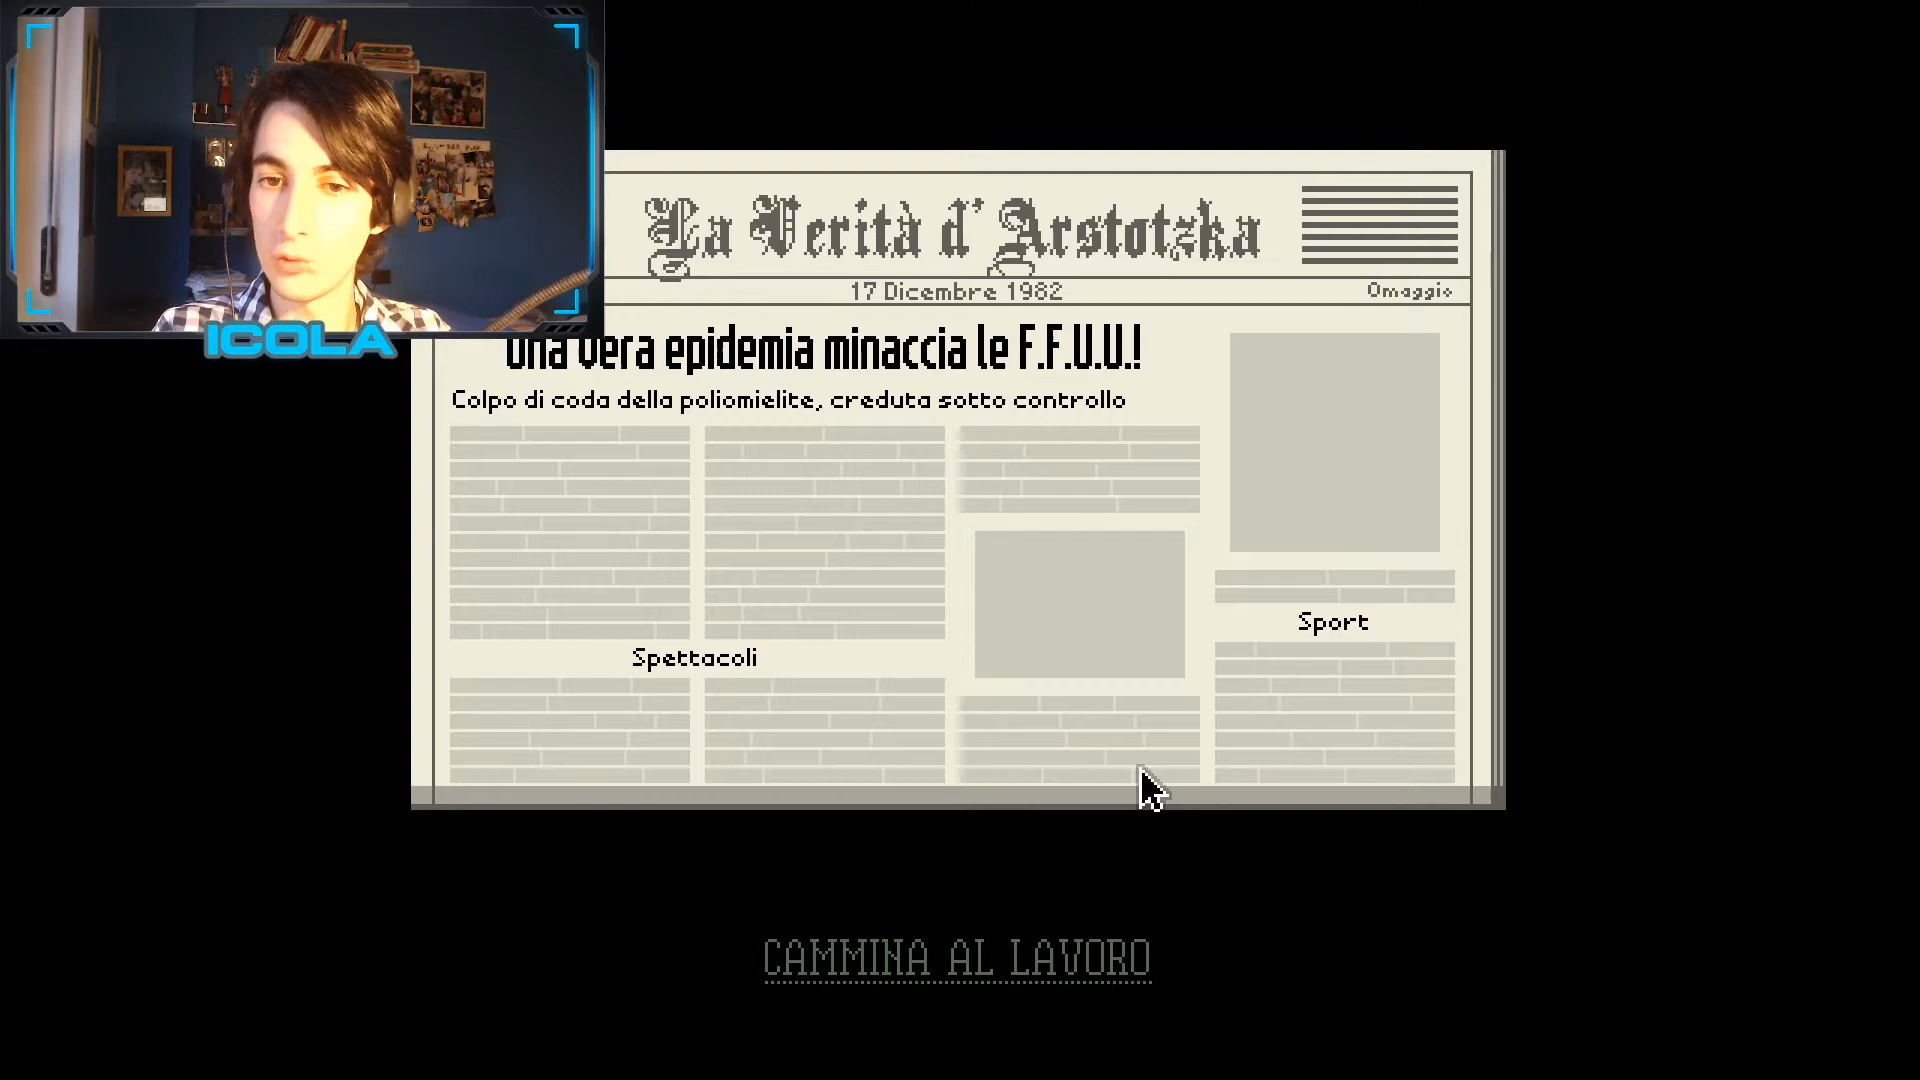 ICOLA
La Verità d'Arstotzka
17 Dicembre 1982
Omaggio
Una vera epidemia minaccia le F.F.U.U.!
Colpo di coda della poliomielite, creduta sotto controllo
Sport
Spettacoli
CAMMINA AL LAVORO